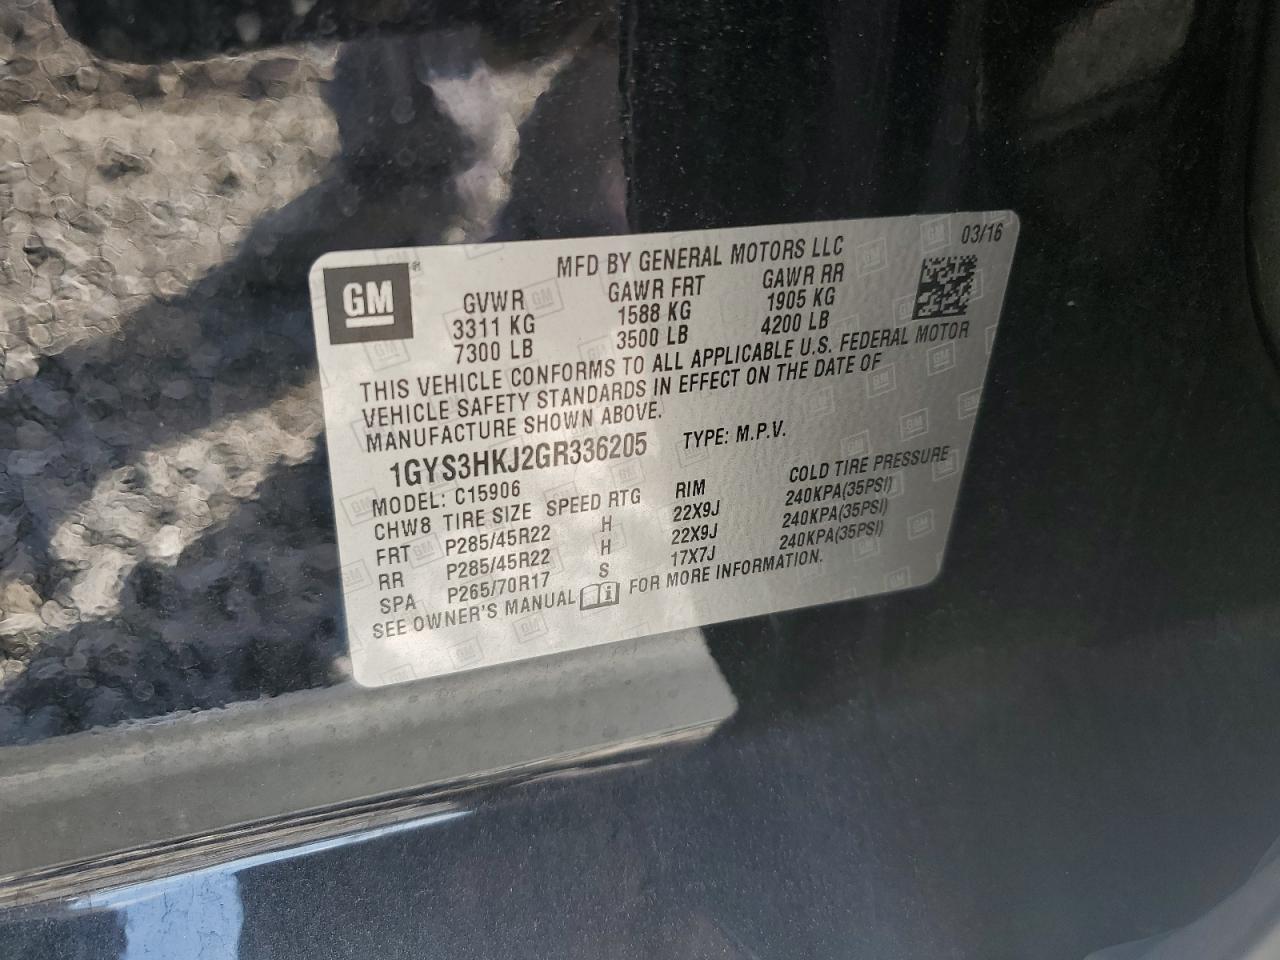 GM
MFD BY GENERAL MOTORS LLC 03/16
GVWR GAWR FRT GAWR RR
3311 KG 1588 KG 1905 KG
7300 LB 3500 LB 4200 LB
THIS VEHICLE CONFORMS TO ALL APPLICABLE U.S. FEDERAL MOTOR
VEHICLE SAFETY STANDARDS IN EFFECT ON THE DATE OF
MANUFACTURE SHOWN ABOVE.
1GYS3HKJ2GR336205 TYPE: M.P.V.
MODEL: C15906
CHW8 TIRE SIZE SPEED RTG RIM COLD TIRE PRESSURE
FRT P285/45R22 H 22X9J 240KPA(35PSI)
RR P285/45R22 H 22X9J 240KPA(35PSI)
SPA P265/70R17 S 17X7J 240KPA(35PSI)
SEE OWNER'S MANUAL FOR MORE INFORMATION.